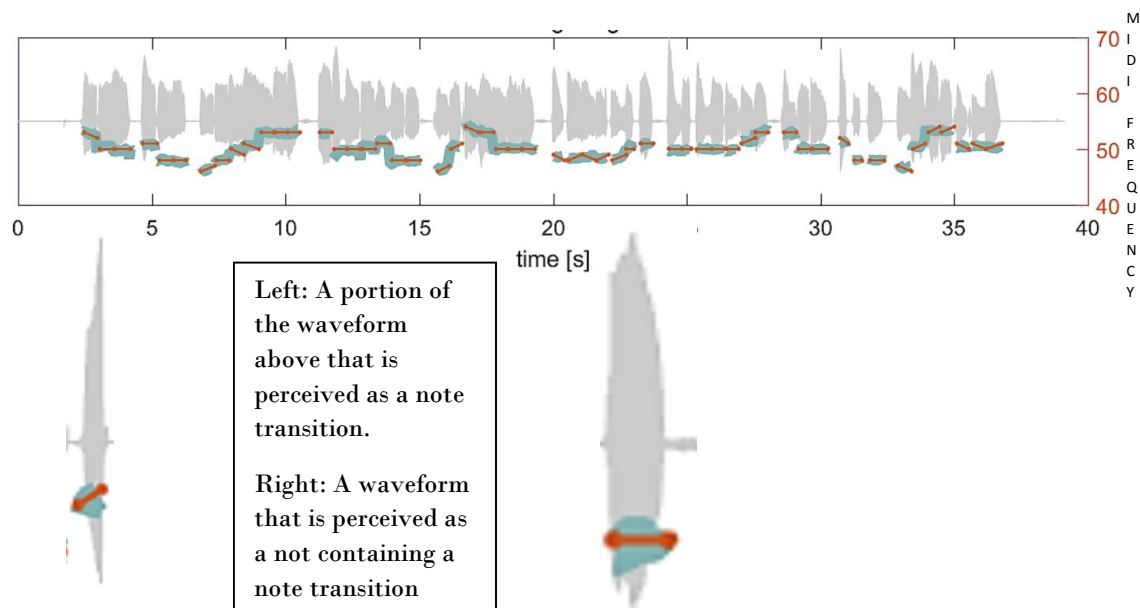 70
60
50
40
0 5 10 15 20 25 30 35 40
time [s]
M
I
D
I
F
R
E
Q
U
E
N
C
Y
Left: A portion of
the waveform
above that is
perceived as a note
transition.
Right: A waveform
that is perceived as
a not containing a
note transition